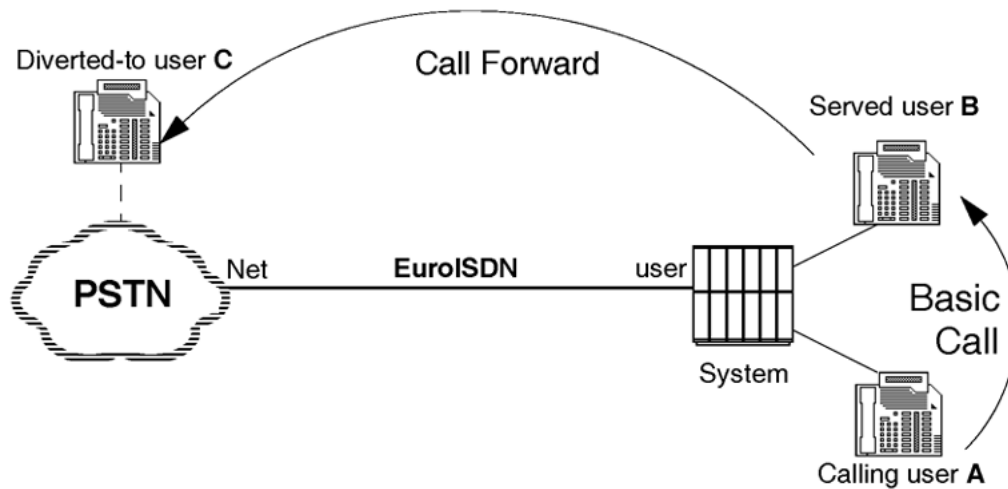 Diverted-to user C
Call Forward
Served user B
Net
EuroISDN
user
PSTN
Basic
Call
System
Calling user A